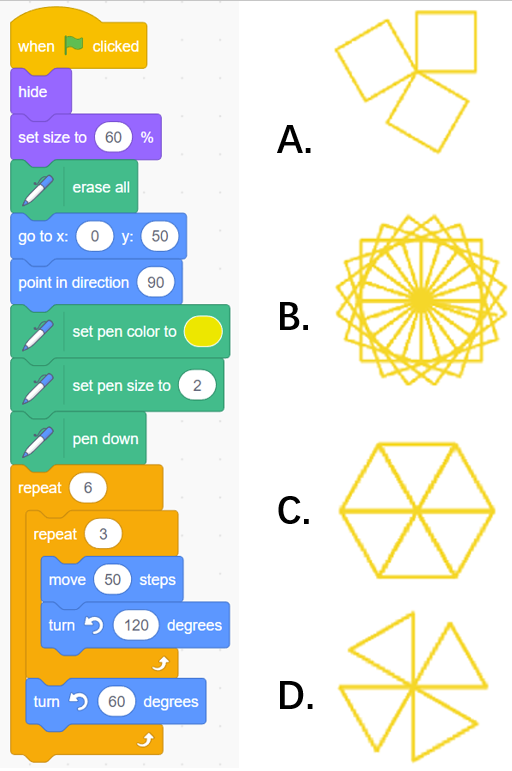 when clicked
hide
set size to 60 %
erase all
go to x: 0 y: 50
point in direction 90
set pen color to
set pen size to 2
pen down
repeat 6
repeat 3
move 50 steps
turn 120 degrees
turn 60 degrees
A.
B.
C.
D.